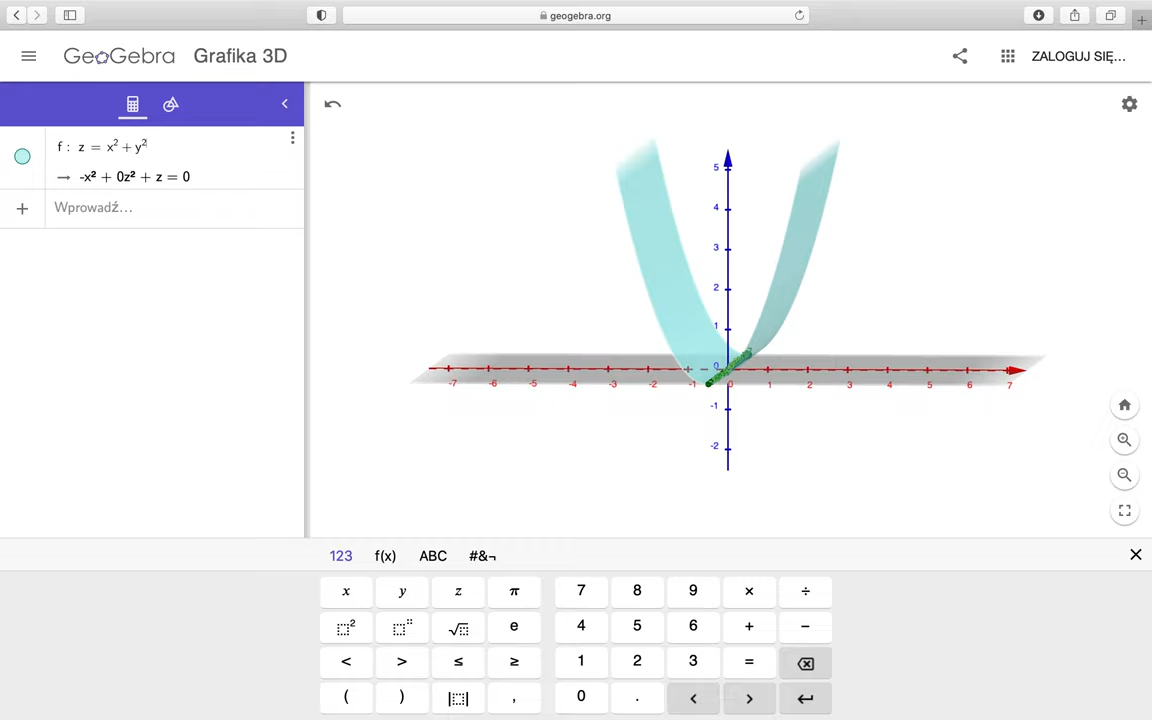 geogebra.org
GeoGebra Grafika 3D
ZALOGUJ SIĘ...
f : z = x² + y²
→ -x² + 0z² + z = 0
+ Wprowadź…
5
4
3
2
1
0
-7 -6 -5 -4 -3 -2 -1 0 1 2 3 4 5 6 7
-1
-2
123 f(x) ABC #&¬
x y z π 7 8 9 × ÷
e 4 5 6 + −
< > ≤ ≥ 1 2 3 =
( ) , 0 . < >